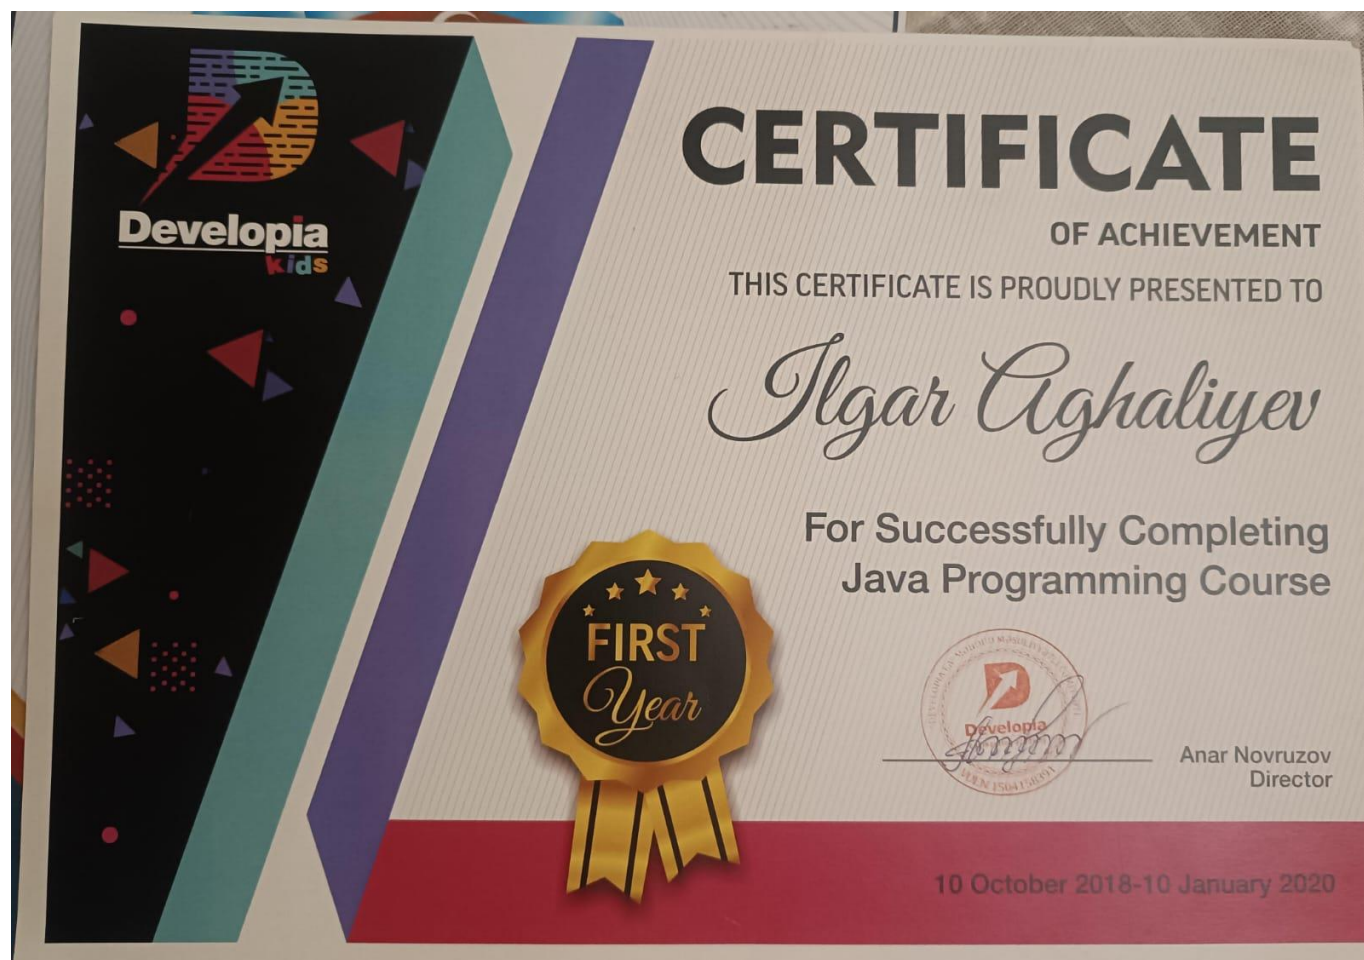 Developia
kids
CERTIFICATE
OF ACHIEVEMENT
THIS CERTIFICATE IS PROUDLY PRESENTED TO
Ilgar Aghaliyev
For Successfully Completing
Java Programming Course
FIRST
Year
Developia
Anar Novruzov
Director
10 October 2018-10 January 2020